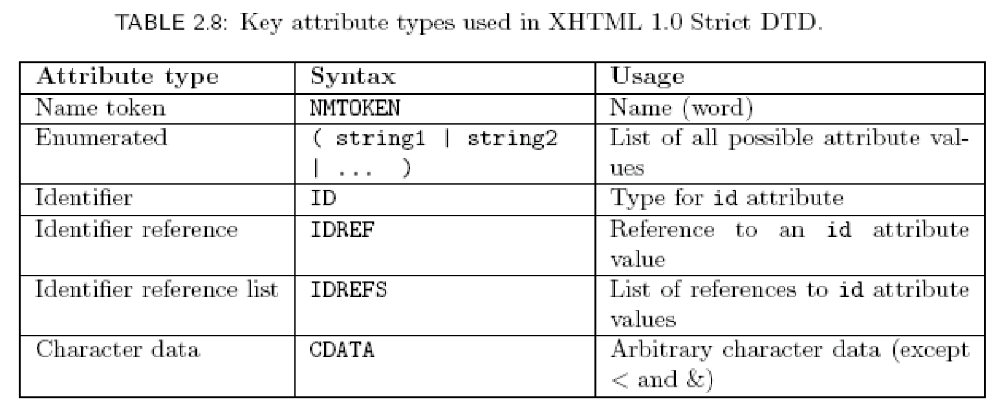 TABLE 2.8: Key attribute types used in XHTML 1.0 Strict DTD.
Attribute type Syntax Usage
Name token NMTOKEN Name (word)
Enumerated ( string1 | string2 List of all possible attribute val-
| ... ) ues
Identifier ID Type for id attribute
Identifier reference IDREF Reference to an id attribute
value
Identifier reference list IDREFS List of references to id attribute
values
Character data CDATA Arbitrary character data (except
< and &)